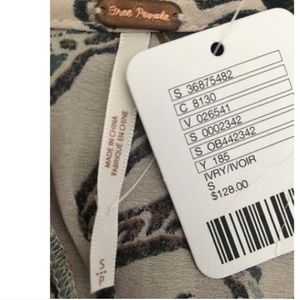 Free People
MADE IN CHINA
FABRIQUÉ EN CHINE
S|P
S 36875482
C 8130
V 026541
S 0002342
S OB442342
Y 185
IVRY/IVOIR
S
$128.00